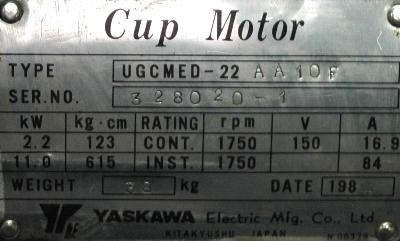 Cup Motor
TYPE UGCMED-22 AA10F
SER.NO. 328020-1
kW kg·cm RATING rpm V A
2.2 123 CONT. 1750 150 16.9
11.0 615 INST. 1750 84
WEIGHT 38 kg DATE 198
YASKAWA Electric Mfg. Co., Ltd.
KITAKYUSHU JAPAN